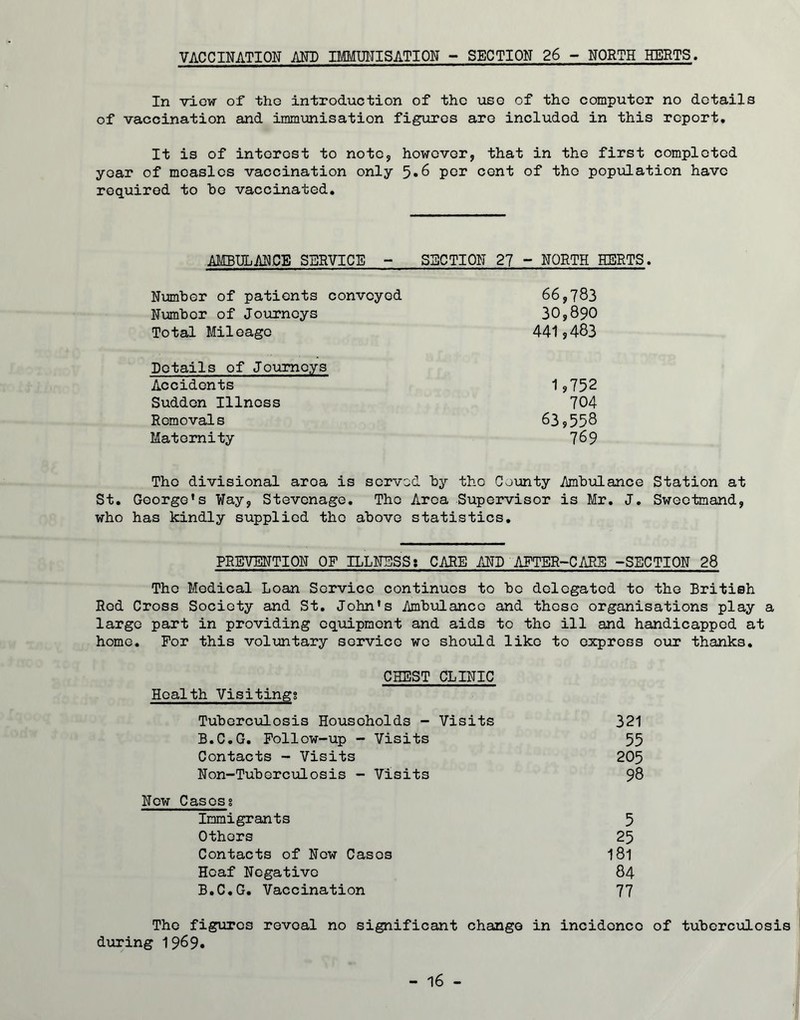 VACCINATION AND IMMUNISATION - SECTION 26 - NORTH HERTS.
In view of the introduction of the use of the computer no details
of vaccination and immunisation figures are included in this report.
It is of interest to note, however, that in the first completed
year of measles vaccination only 5.6 per cent of the population have
required to be vaccinated.
AMBULANCE SERVICE - SECTION 27 - NORTH HERTS.
Number of patients conveyed 66,783
Number of Journeys 30,890
Total Mileage 441,483
Details of Journeys
Accidents 1,752
Sudden Illness 704
Removals 63,558
Maternity 769
The divisional area is served by the County Ambulance Station at
St. George's Way, Stevenage. The Area Supervisor is Mr. J. Sweetmand,
who has kindly supplied the above statistics.
PREVENTION OF ILLNESS: CARE AND AFTER-CARE -SECTION 28
The Medical Loan Service continues to be delegated to the British
Red Cross Society and St. John's Ambulance and these organisations play a
large part in providing equipment and aids to the ill and handicapped at
home. For this voluntary service we should like to express our thanks.
CHEST CLINIC
Health Visiting:
Tuberculosis Households - Visits 321
B.C.G. Follow-up - Visits 55
Contacts - Visits 205
Non-Tuberculosis - Visits 98
New Cases:
Immigrants 5
Others 25
Contacts of New Cases 181
Heaf Negative 84
B.C.G. Vaccination 77
The figures reveal no significant change in incidence of tuberculosis
during 1969.
- 16 -